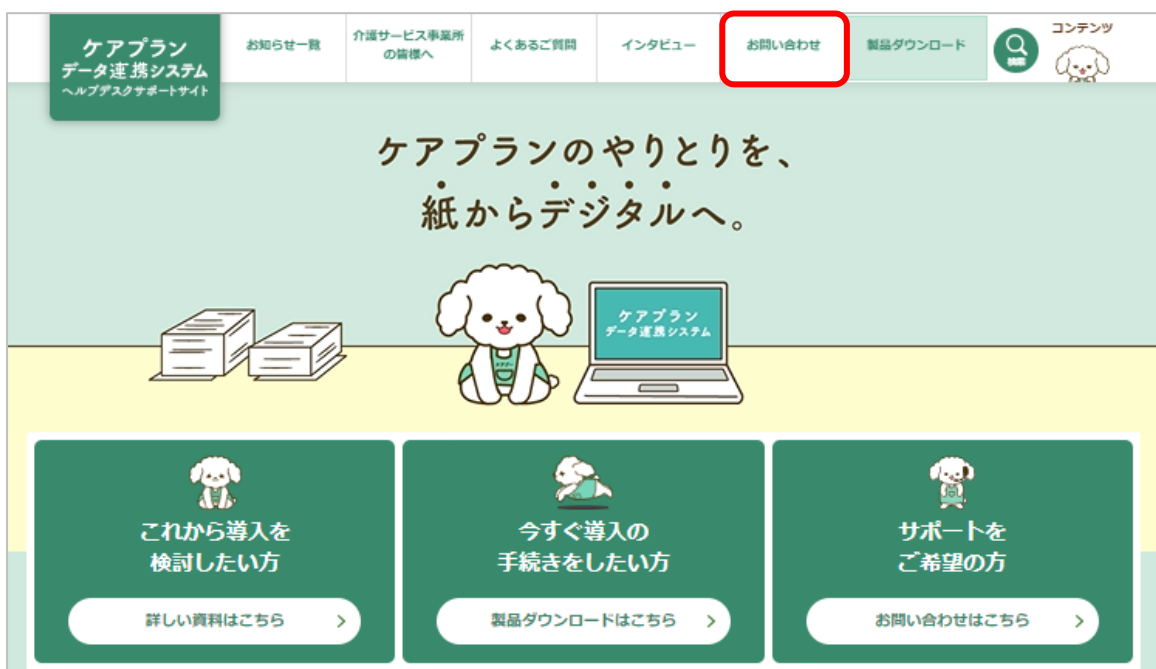 ケアプラン
データ連携システム
ヘルプデスクサポートサイト
お知らせ一覧
介護サービス事業所
の皆様へ
よくあるご質問
インタビュー
お問い合わせ
製品ダウンロード
検索
コンテンツ
ケアプランのやりとりを、
紙からデジタルへ。
ケアプラン
データ連携システム
これから導入を
検討したい方
詳しい資料はこちら
今すぐ導入の
手続きをしたい方
製品ダウンロードはこちら
サポートを
ご希望の方
お問い合わせはこちら